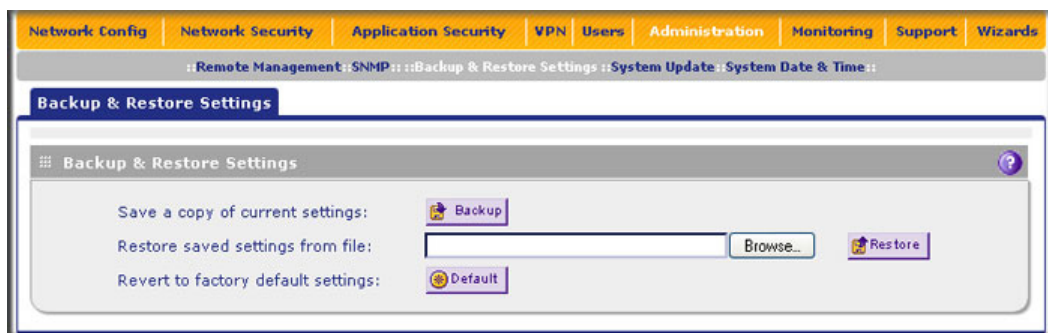 Network Config Network Security Application Security VPN Users Administration Monitoring Support Wizards
::Remote Management::SNMP:: ::Backup & Restore Settings ::System Update::System Date & Time::
Backup & Restore Settings
Backup & Restore Settings ?
Save a copy of current settings: Backup
Restore saved settings from file: Browse... Restore
Revert to factory default settings: Default